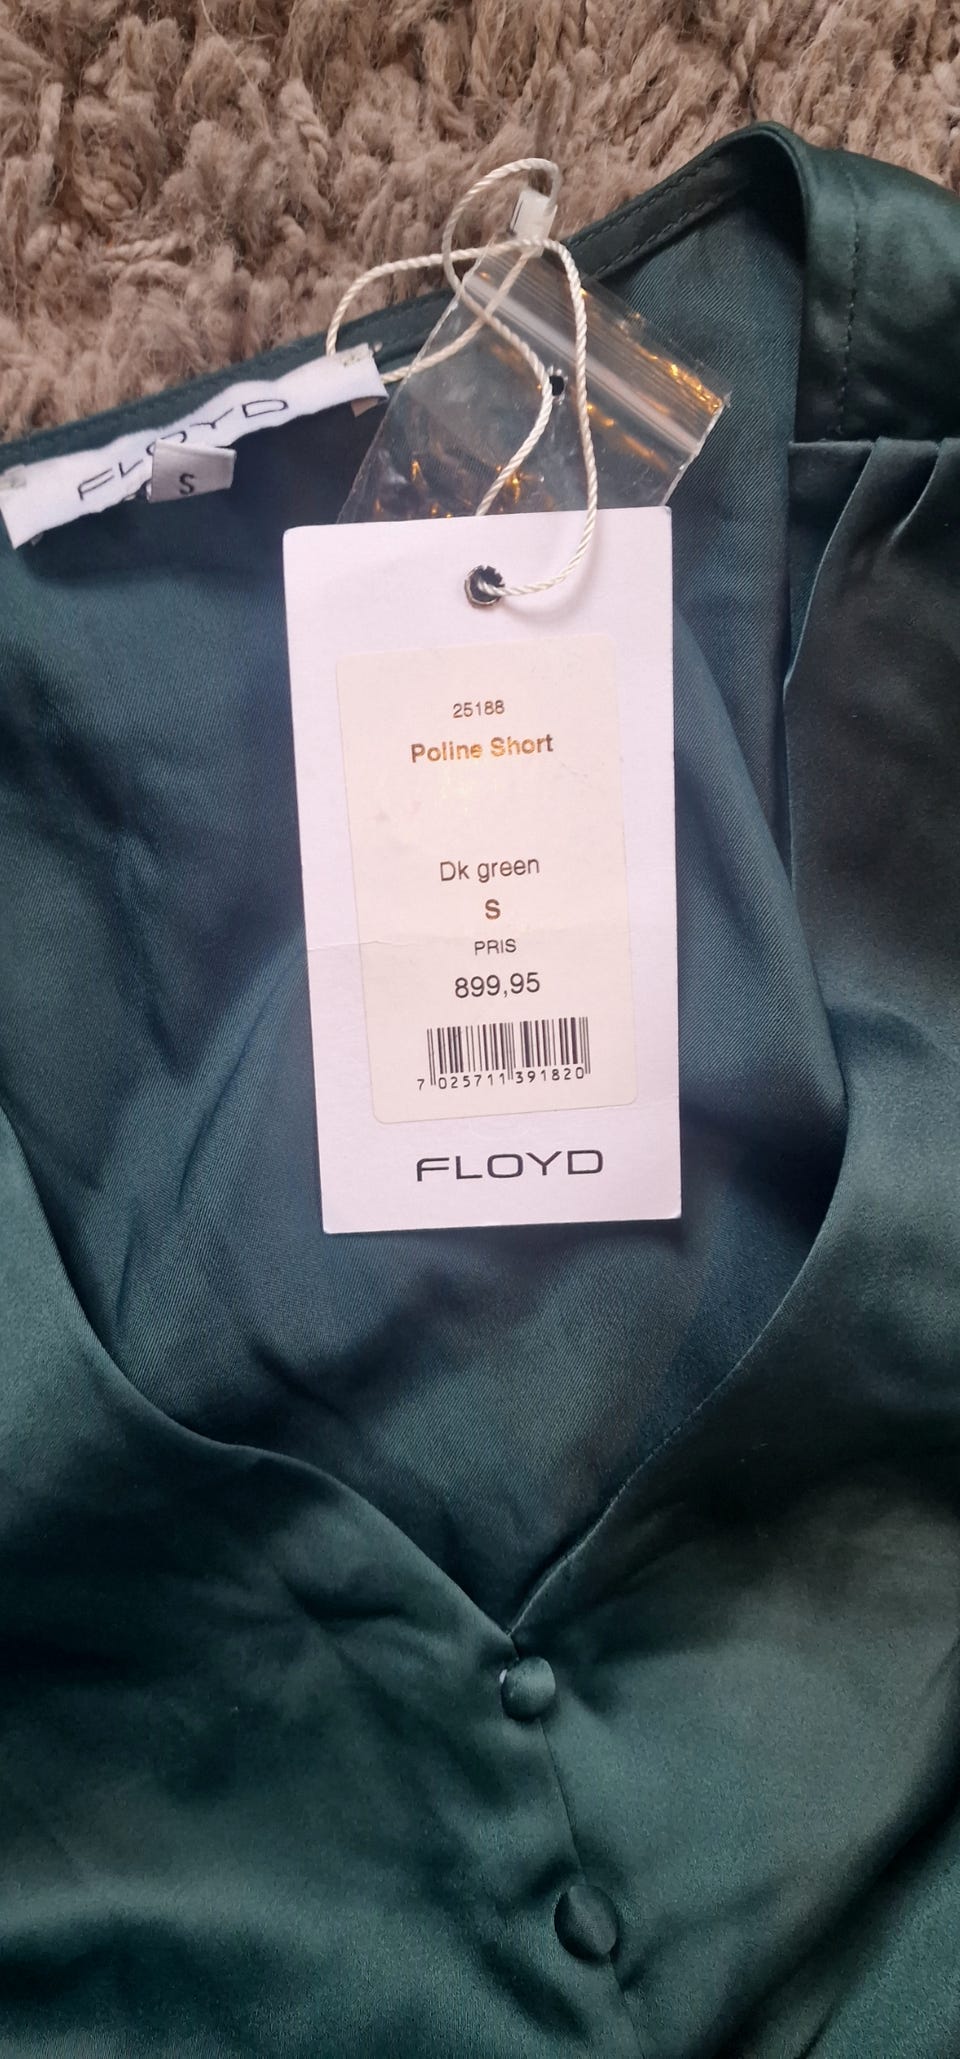 FLOYD
S
25188
Poline Short
Dk green
S
PRIS
899,95
7 025711 391820
FLOYD